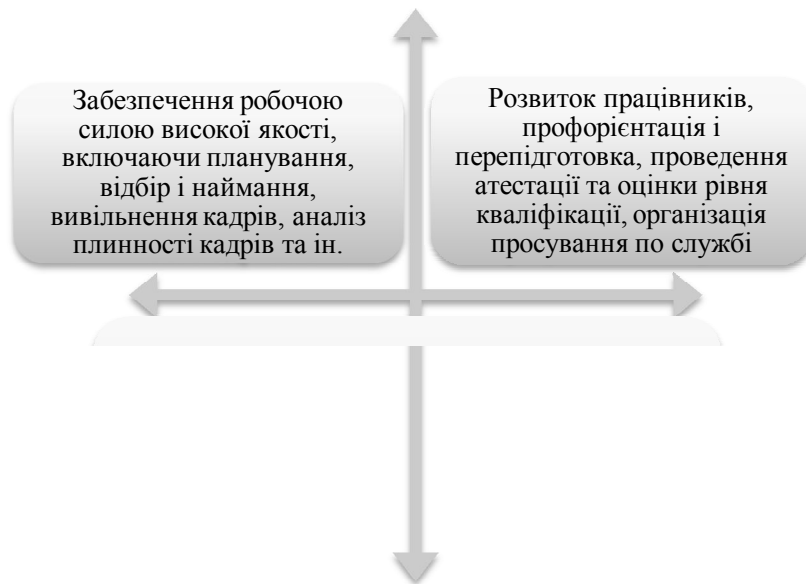 Забезпечення робочою
силою високої якості,
включаючи планування,
відбір і наймання,
вивільнення кадрів, аналіз
плинності кадрів та ін.
Розвиток працівників,
профорієнтація і
перепідготовка, проведення
атестації та оцінки рівня
кваліфікації, організація
просування по службі